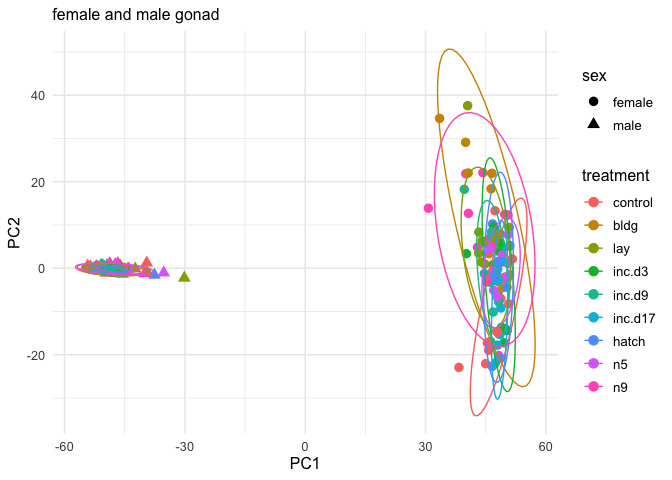 female and male gonad
PC2
40
20
0
-20
-60
-30
0
30
60
PC1
sex
female
male
treatment
control
bldg
lay
inc.d3
inc.d9
inc.d17
hatch
n5
n9